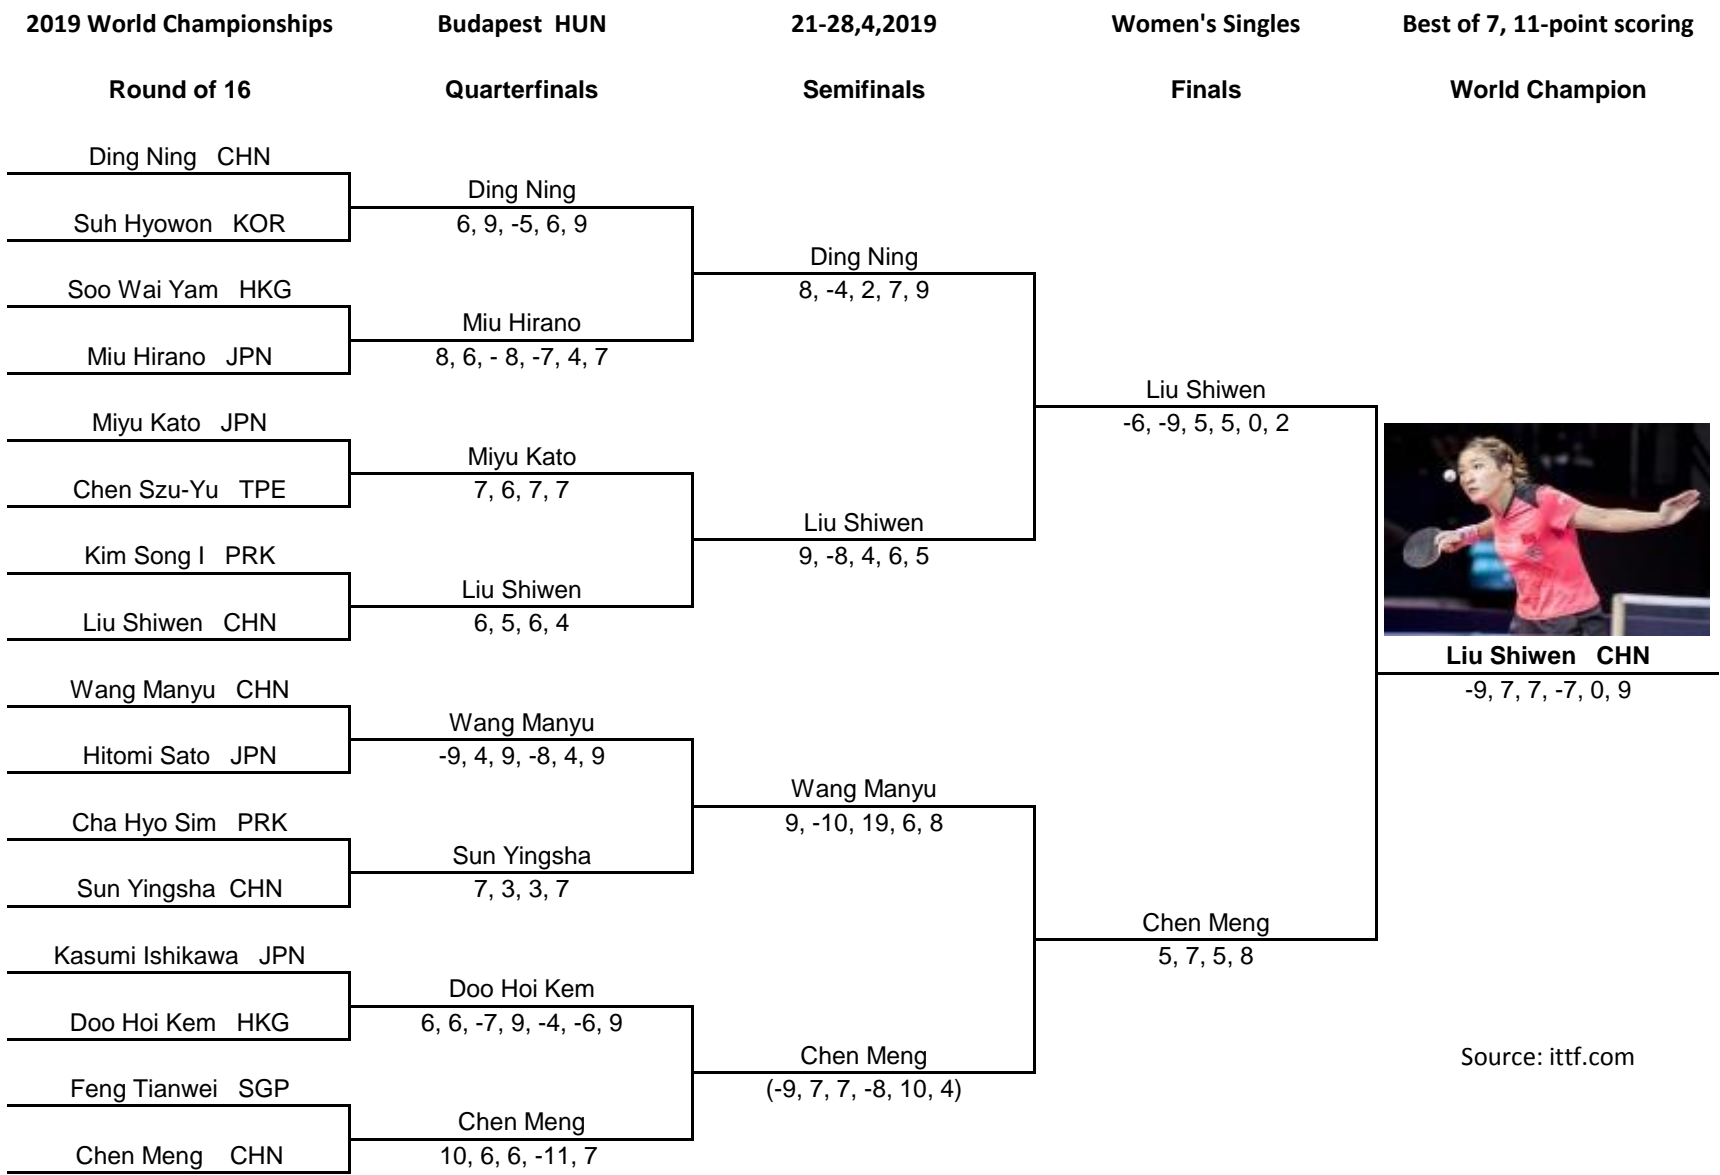 2019 World Championships Budapest HUN 21-28,4,2019 Women's Singles Best of 7, 11-point scoring
Round of 16 Quarterfinals Semifinals Finals World Champion
Ding Ning CHN
Ding Ning
Suh Hyowon KOR
6, 9, -5, 6, 9
Ding Ning
Soo Wai Yam HKG
8, -4, 2, 7, 9
Miu Hirano
Miu Hirano JPN
8, 6, - 8, -7, 4, 7
Liu Shiwen
Miyu Kato JPN
-6, -9, 5, 5, 0, 2
Miyu Kato
Chen Szu-Yu TPE
7, 6, 7, 7
Liu Shiwen
Kim Song I PRK
9, -8, 4, 6, 5
Liu Shiwen
Liu Shiwen CHN
6, 5, 6, 4
Liu Shiwen CHN
Wang Manyu CHN
-9, 7, 7, -7, 0, 9
Wang Manyu
Hitomi Sato JPN
-9, 4, 9, -8, 4, 9
Wang Manyu
Cha Hyo Sim PRK
9, -10, 19, 6, 8
Sun Yingsha
Sun Yingsha CHN
7, 3, 3, 7
Chen Meng
Kasumi Ishikawa JPN
5, 7, 5, 8
Doo Hoi Kem
Doo Hoi Kem HKG
6, 6, -7, 9, -4, -6, 9
Chen Meng
Source: ittf.com
Feng Tianwei SGP
(-9, 7, 7, -8, 10, 4)
Chen Meng
Chen Meng CHN
10, 6, 6, -11, 7